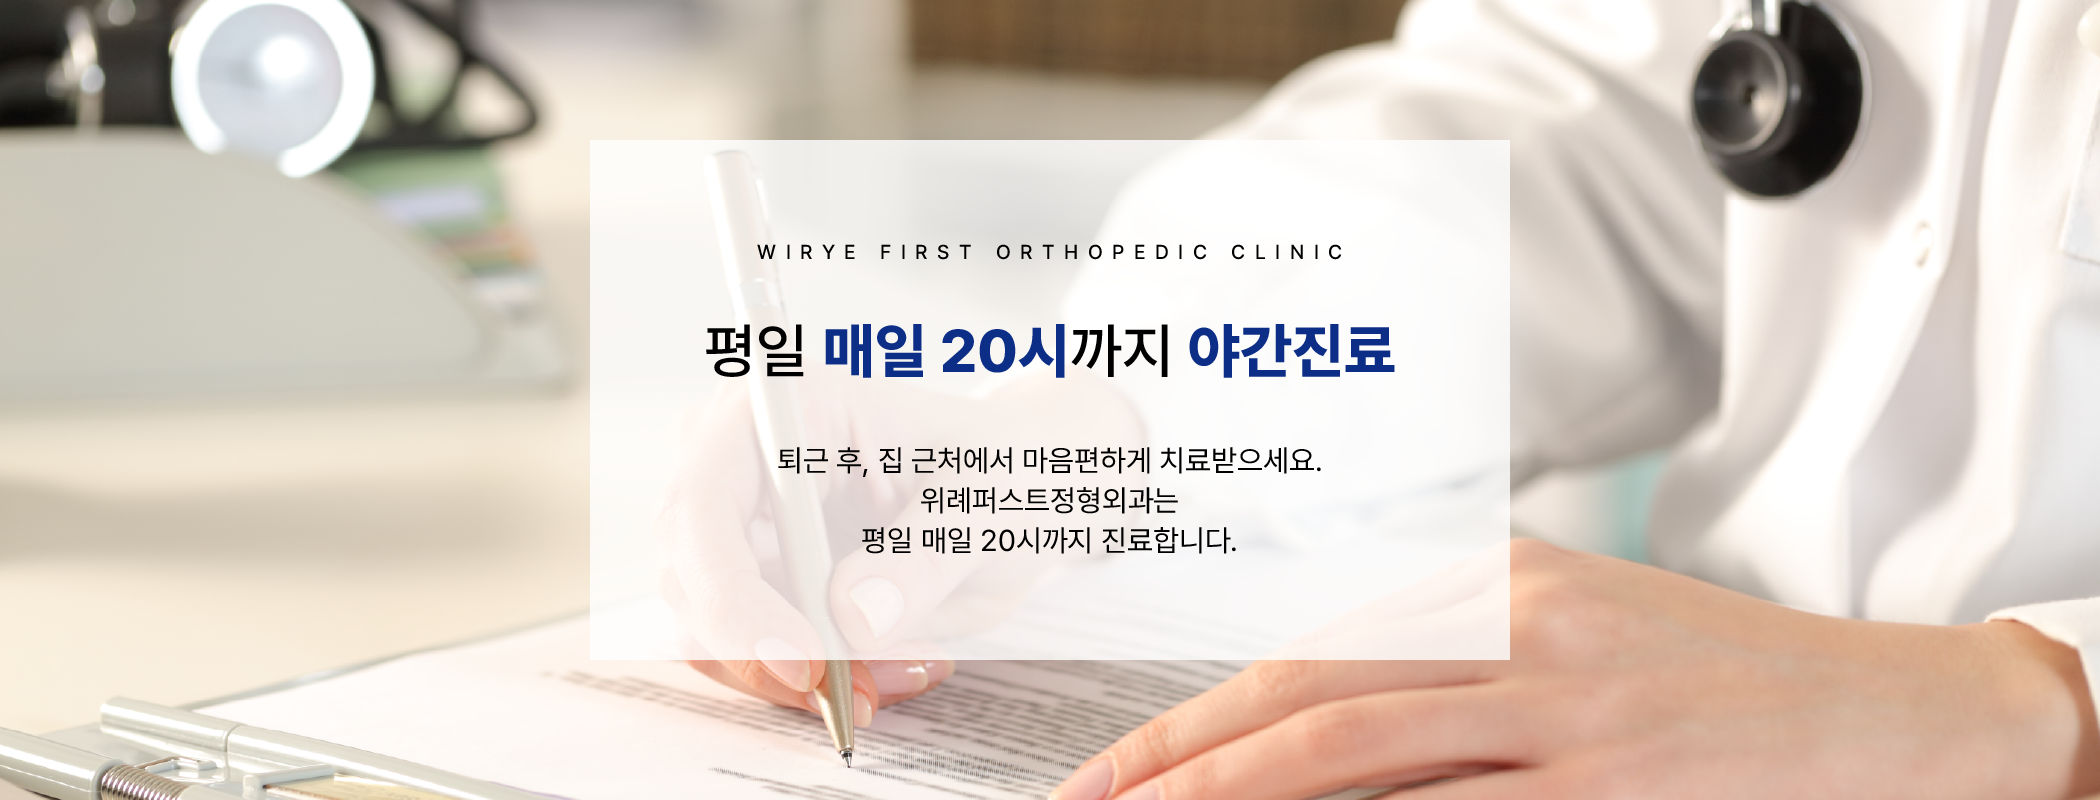 WIRYE FIRST ORTHOPEDIC CLINIC
평일 매일 20시까지 야간진료
퇴근 후, 집 근처에서 마음편하게 치료받으세요.
위례퍼스트정형외과는
평일 매일 20시까지 진료합니다.